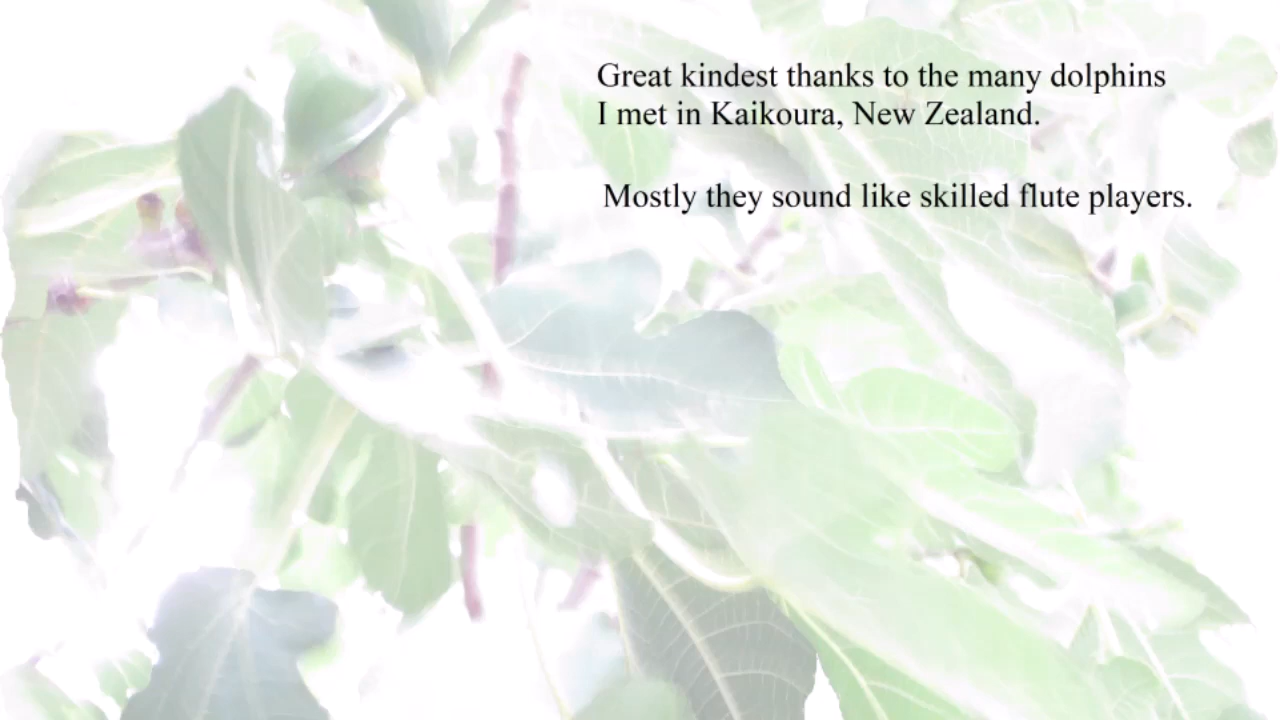 Great kindest thanks to the many dolphins
I met in Kaikoura, New Zealand.
Mostly they sound like skilled flute players.